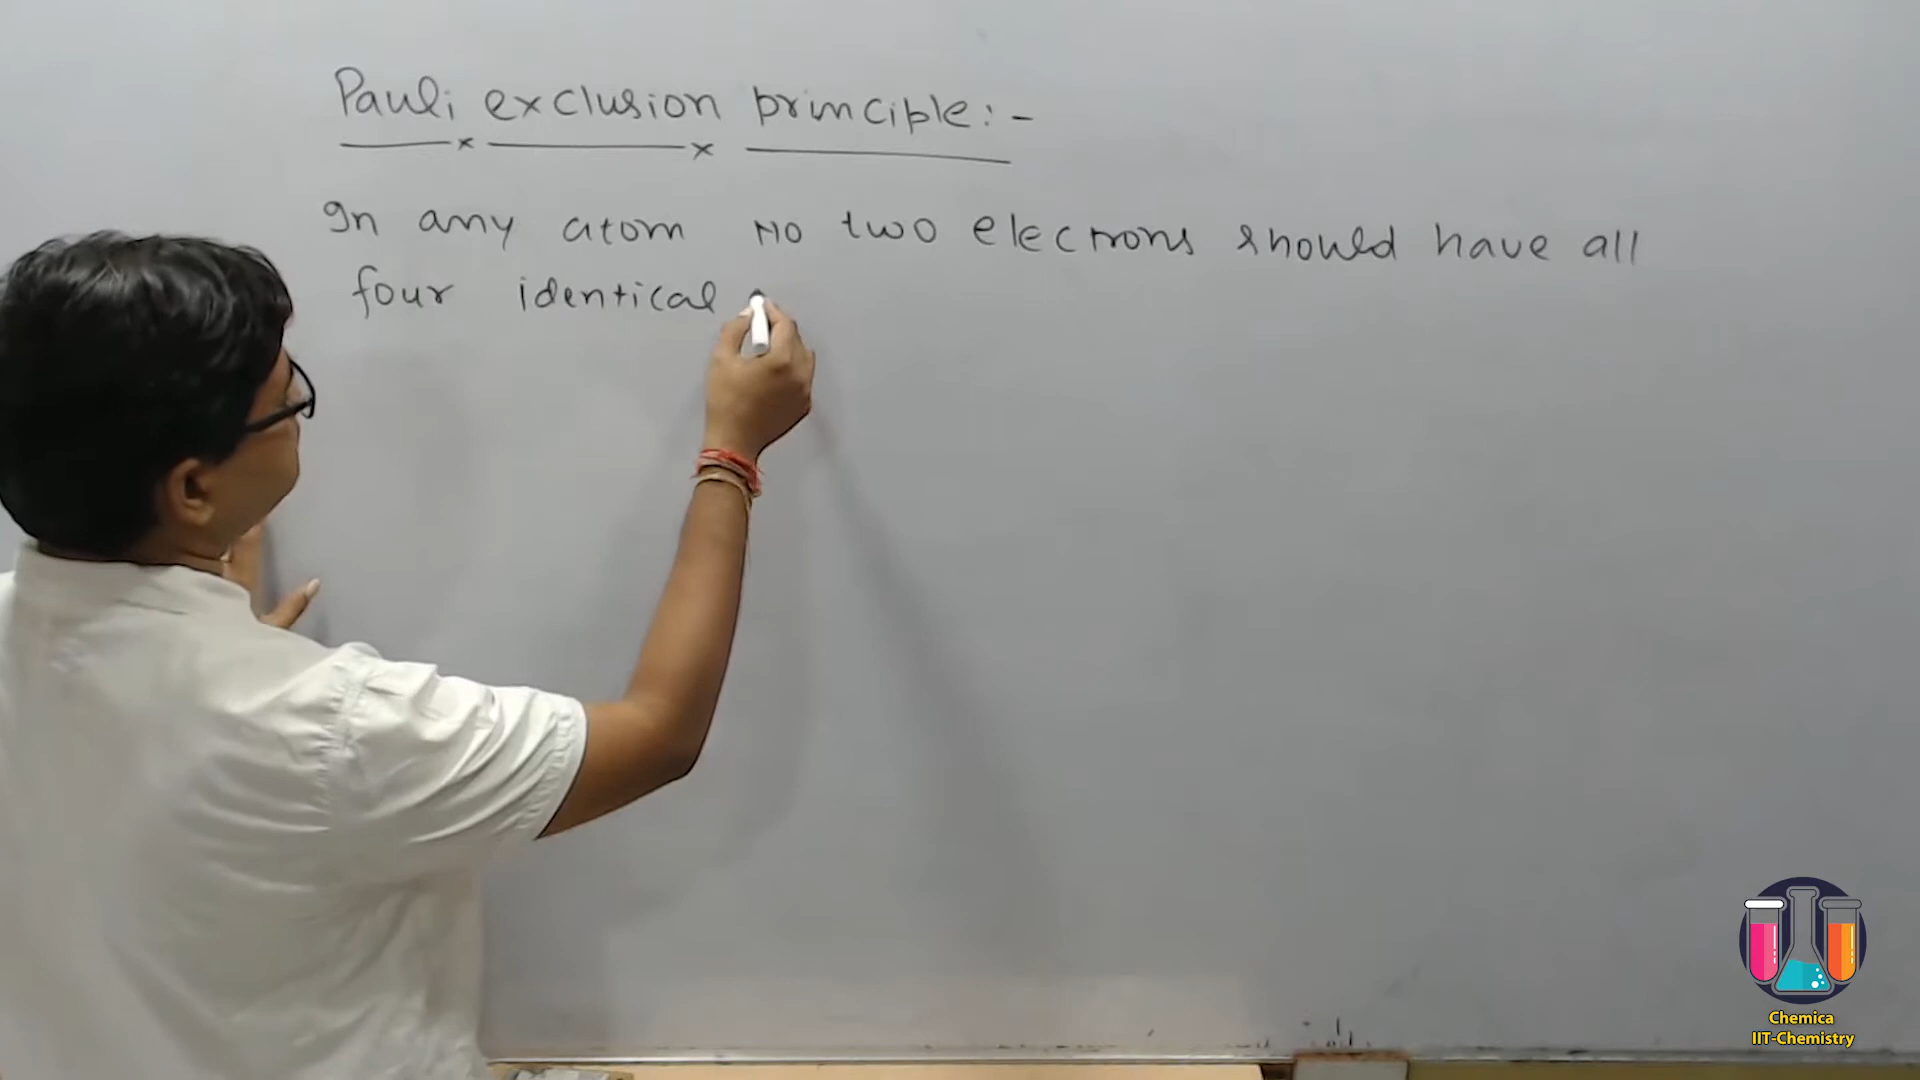 Pauli exclusion principle:-
In any atom No two electrons should have all
four identical
Chemica
IIT-Chemistry